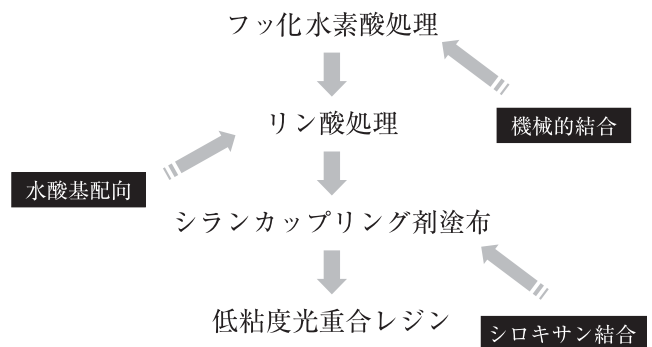 フッ化水素酸処理
機械的結合
リン酸処理
水酸基配向
シランカップリング剤塗布
低粘度光重合レジン
シロキサン結合